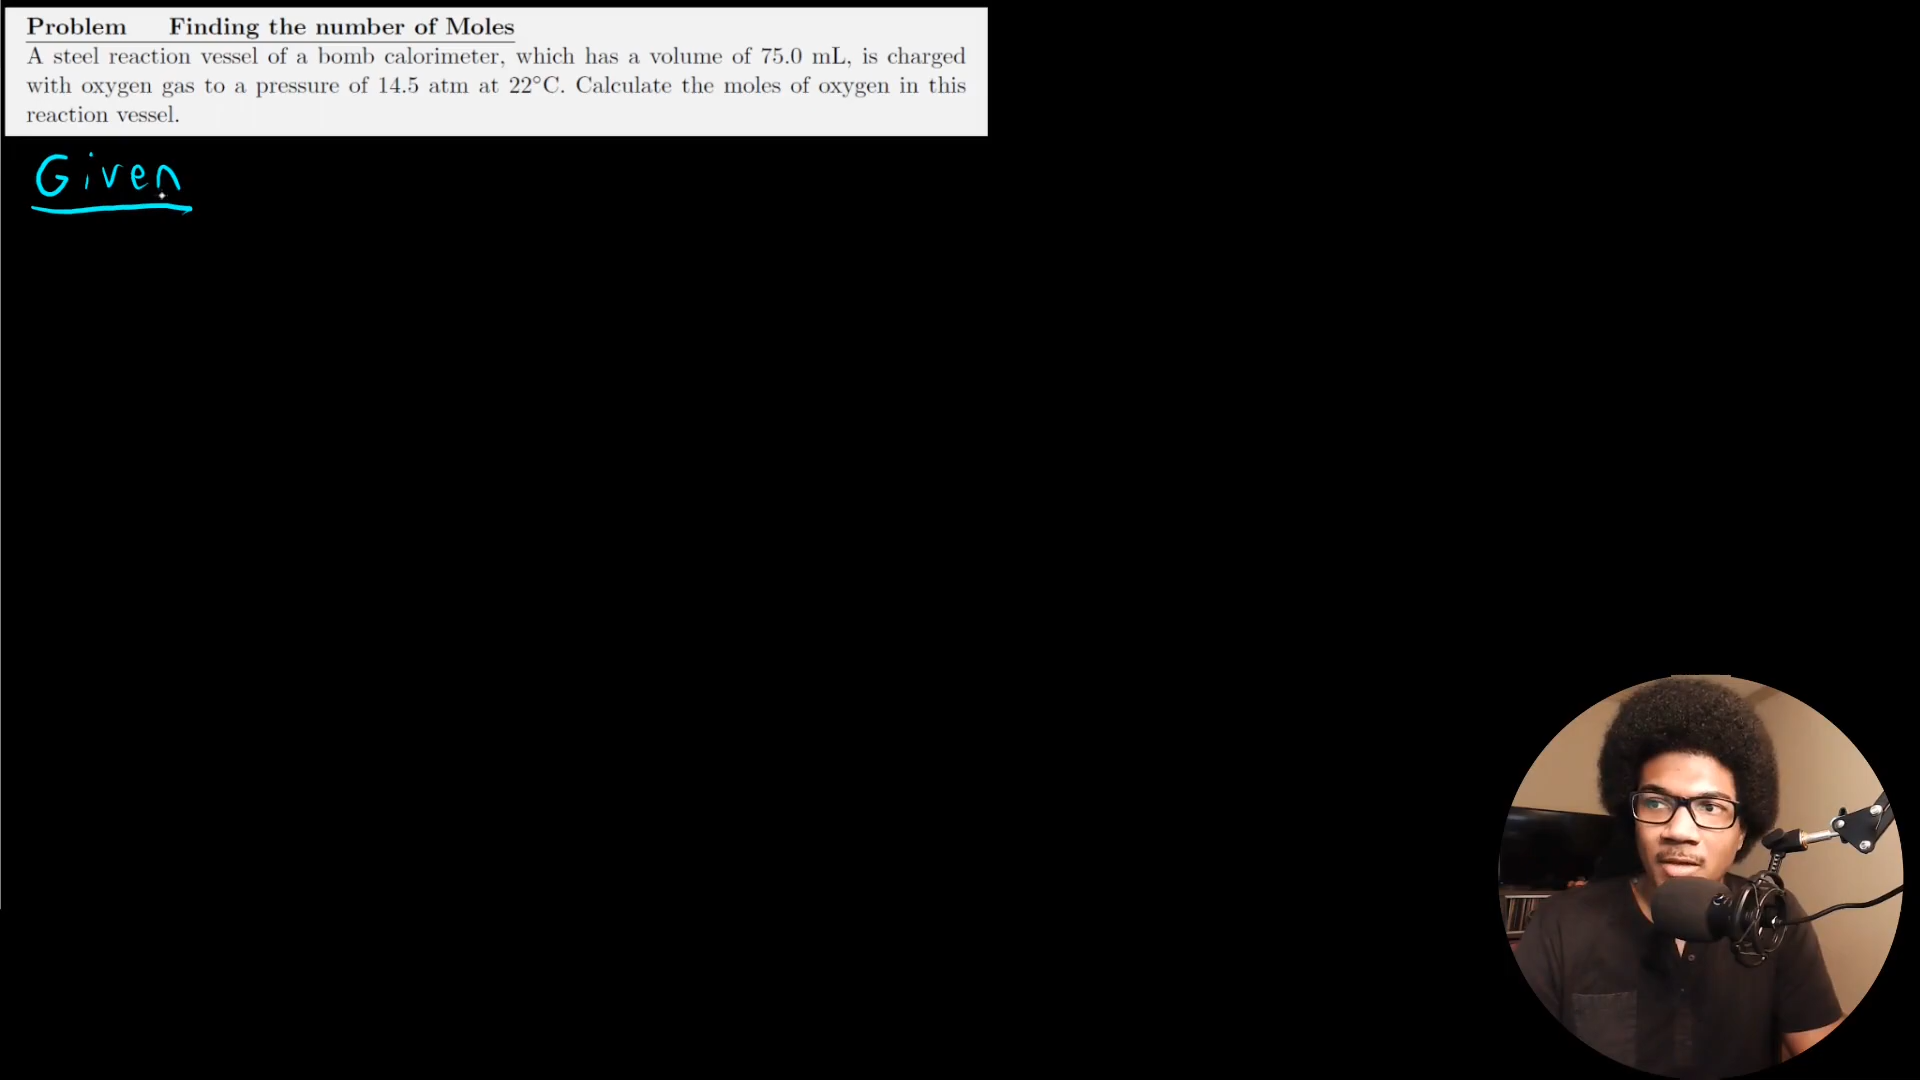 Problem Finding the number of Moles
A steel reaction vessel of a bomb calorimeter, which has a volume of 75.0 mL, is charged
with oxygen gas to a pressure of 14.5 atm at 22°C. Calculate the moles of oxygen in this
reaction vessel.
Given